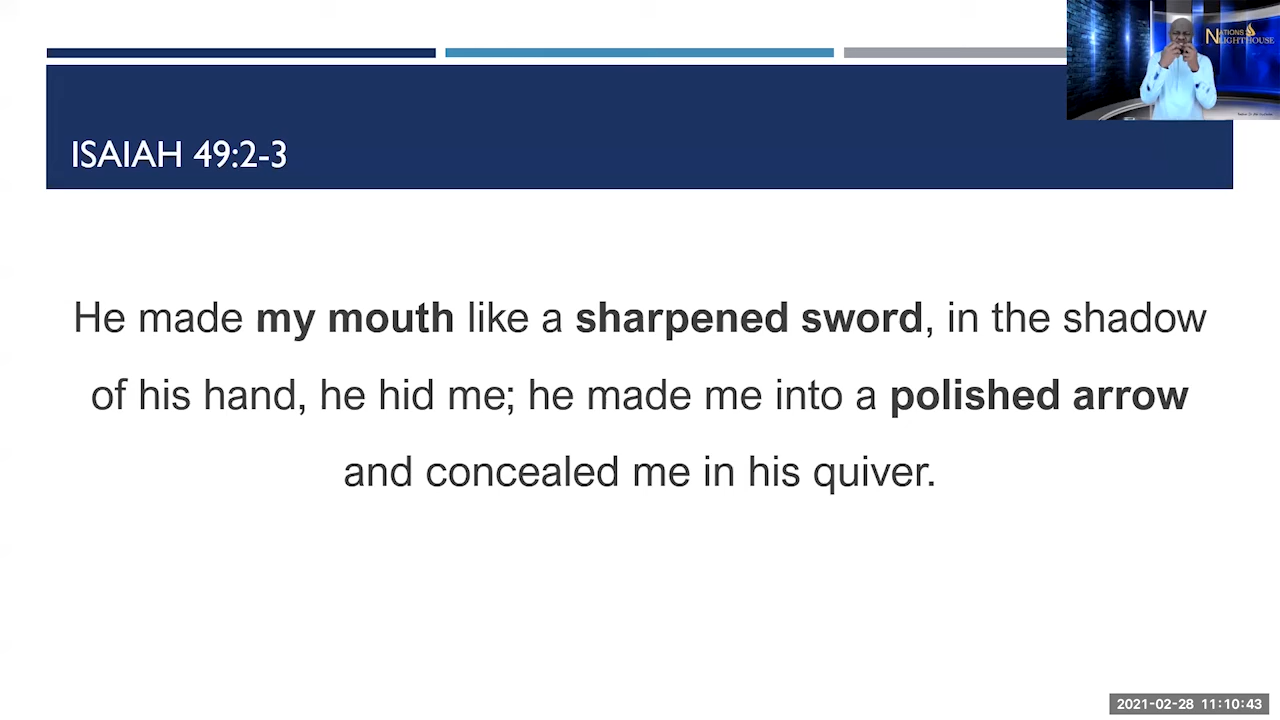 NATIONS
LIGHTHOUSE
ISAIAH 49:2-3
He made my mouth like a sharpened sword, in the shadow
of his hand, he hid me; he made me into a polished arrow
and concealed me in his quiver.
2021-02-28 11:10:43